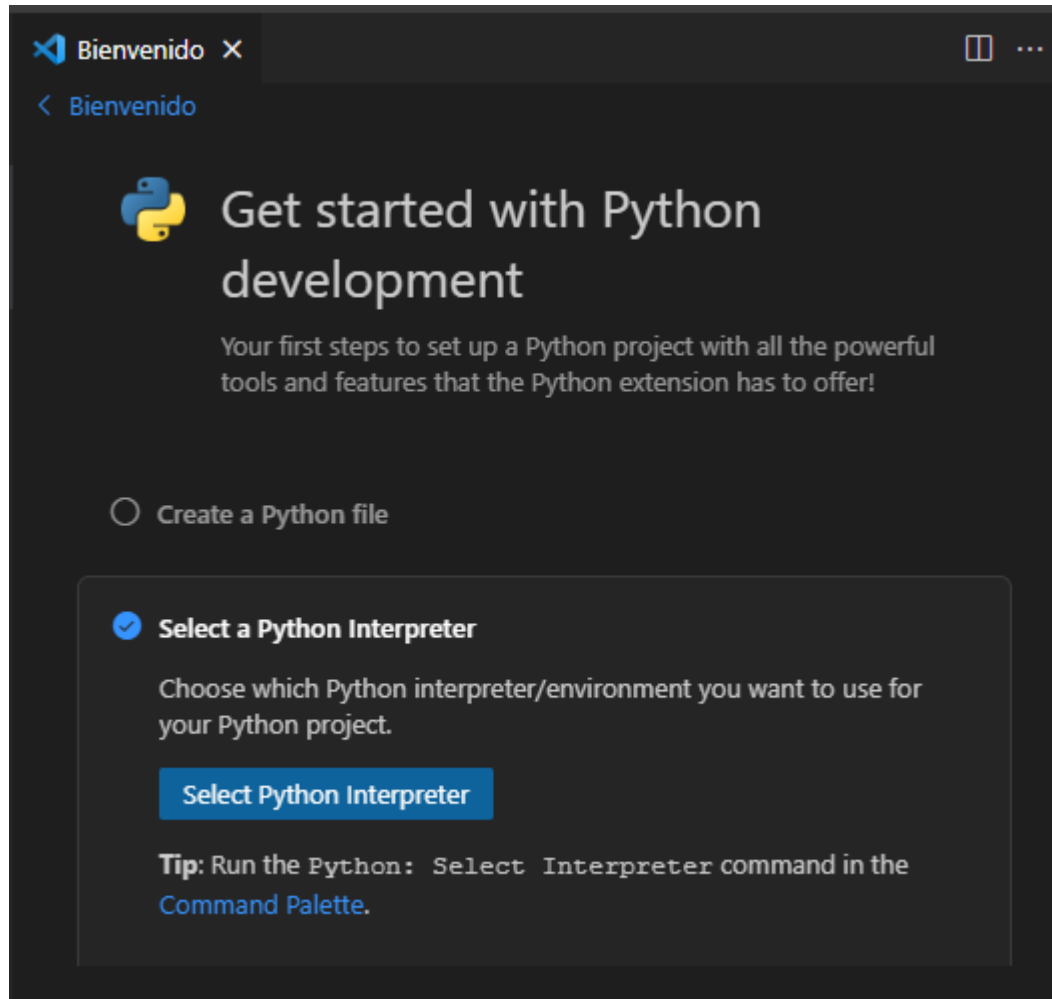 Bienvenido
Bienvenido
Get started with Python
development
Your first steps to set up a Python project with all the powerful
tools and features that the Python extension has to offer!
Create a Python file
Select a Python Interpreter
Choose which Python interpreter/environment you want to use for
your Python project.
Select Python Interpreter
Tip: Run the Python: Select Interpreter command in the
Command Palette.